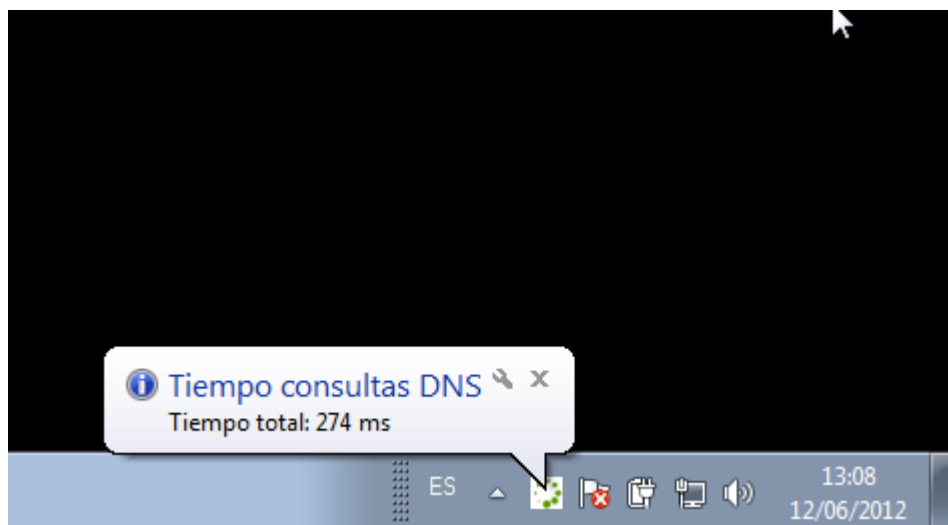 Tiempo consultas DNS
Tiempo total: 274 ms
ES
13:08
12/06/2012